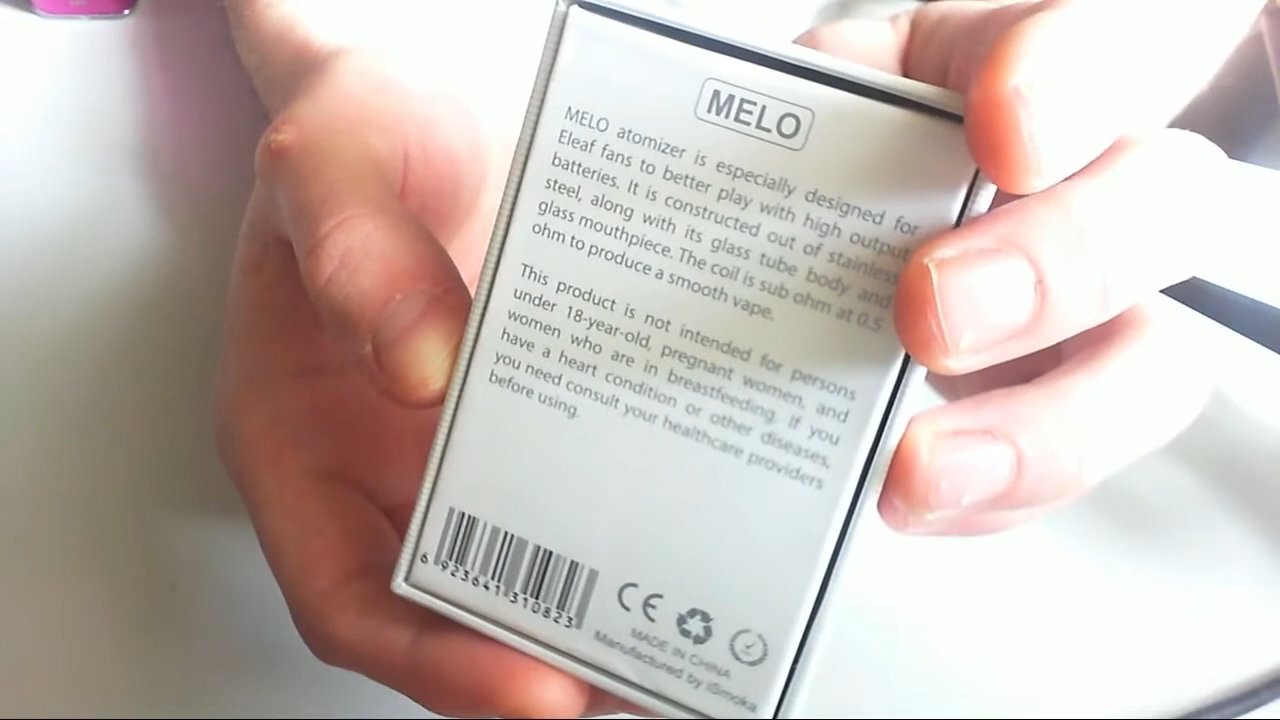 MELO
MELO atomizer is especially designed for
Eleaf fans to better play with high output
batteries. It is constructed out of stainless
steel, along with its glass tube body and
glass mouthpiece. The coil is sub ohm at 0.5
ohm to produce a smooth vape.
This product is not intended for persons
under 18-year-old, pregnant women, and
women who are in breastfeeding. If you
have a heart condition or other diseases,
you need consult your healthcare providers
before using.
6 923641 310823
CE
MADE IN CHINA
Manufactured by iSmoka